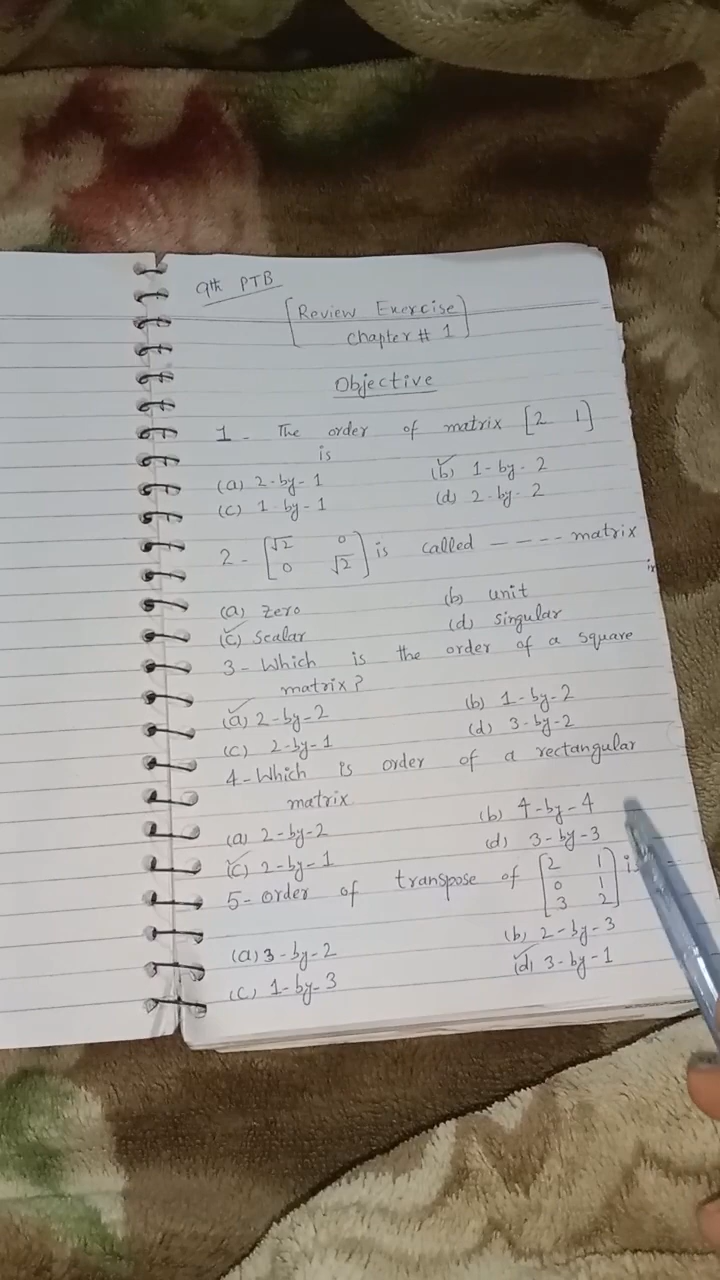 9th PTB
[Review Exercise
chapter # 1]
Objective
1 - The order of matrix [2 1]
is
(a) 2-by-1 (b) 1-by-2
(c) 1-by-1 (d) 2-by-2
2 - [√2 0
0 √2] is called ---- matrix
(a) zero (b) unit
(c) Scalar (d) singular
3 - Which is the order of a square
matrix?
(a) 2-by-2 (b) 1-by-2
(c) 2-by-1 (d) 3-by-2
4 - Which is order of a rectangular
matrix
(a) 2-by-2 (b) 4-by-4
(c) 2-by-1 (d) 3-by-3
5 - order of transpose of [2 1
0 1
3 2] is -
(a) 3-by-2 (b) 2-by-3
(c) 1-by-3 (d) 3-by-1